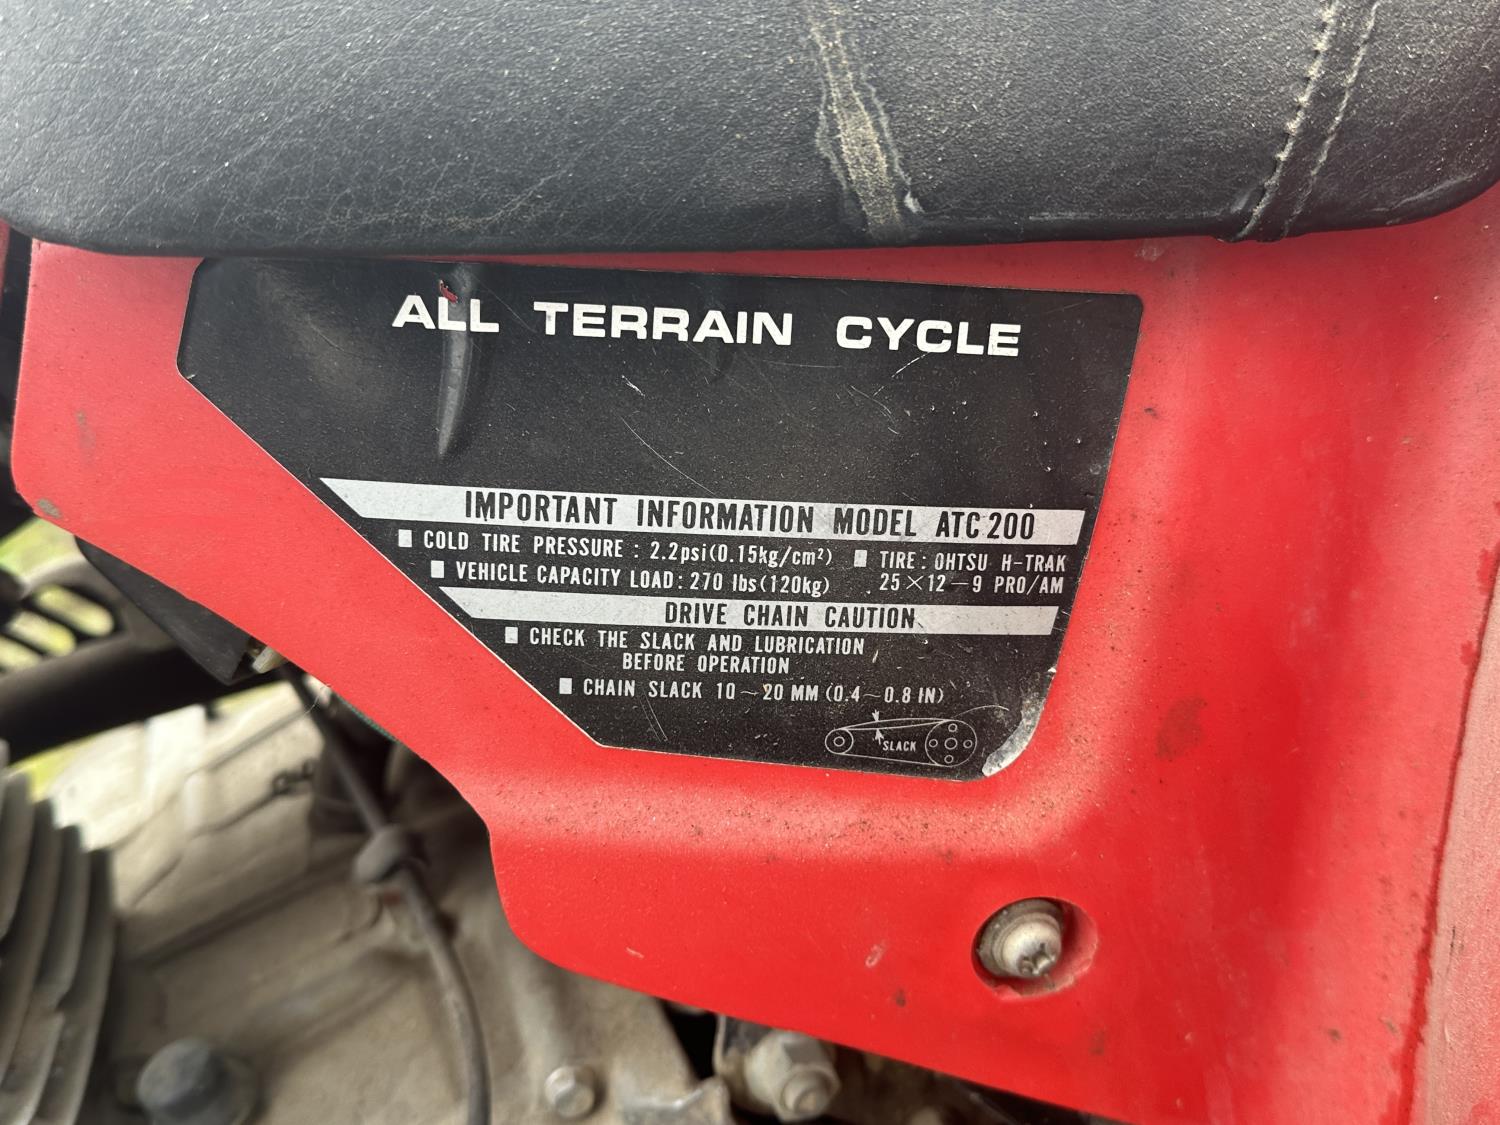 ALL TERRAIN CYCLE
IMPORTANT INFORMATION MODEL ATC200
■ COLD TIRE PRESSURE : 2.2psi(0.15kg/cm²)
■ VEHICLE CAPACITY LOAD : 270 lbs(120kg)
■ TIRE : OHTSU H-TRAK
25×12-9 PRO/AM
DRIVE CHAIN CAUTION
■ CHECK THE SLACK AND LUBRICATION
BEFORE OPERATION
■ CHAIN SLACK 10~20 MM (0.4~0.8 IN)
SLACK